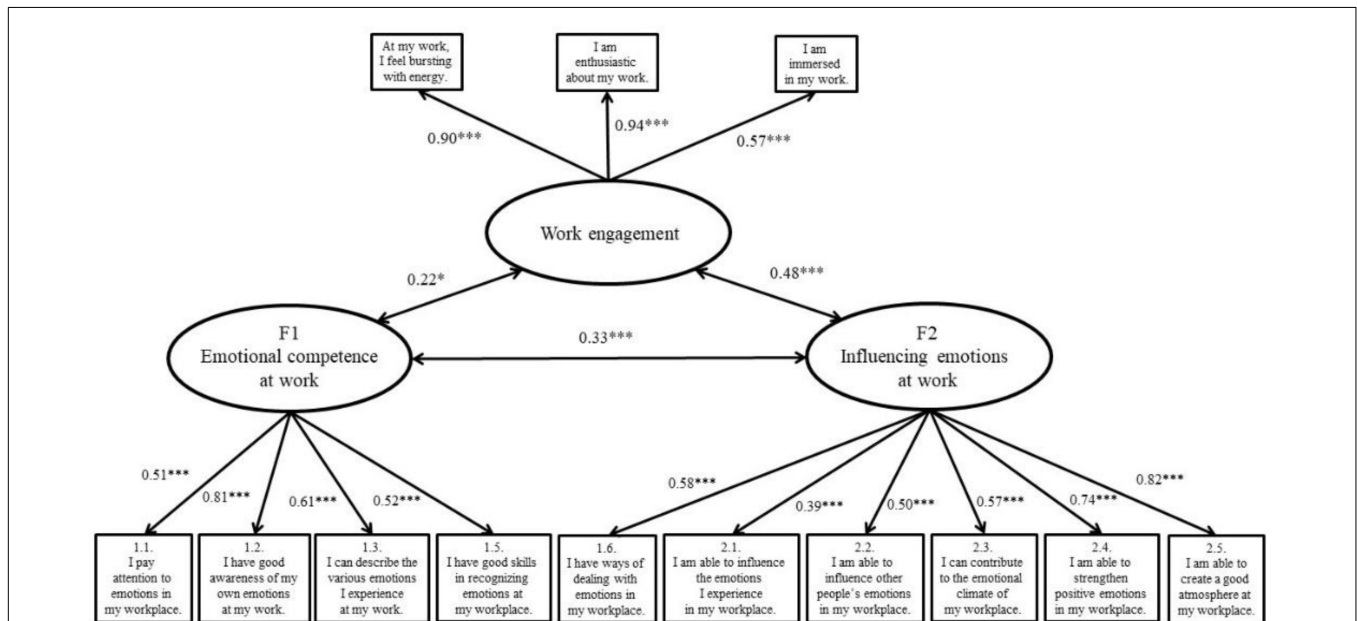 At my work,
I feel bursting
with energy.
I am
enthusiastic
about my work.
I am
immersed
in my work.
0.90***
0.94***
0.57***
Work engagement
0.22*
0.48***
F1
Emotional competence
at work
0.33***
F2
Influencing emotions
at work
0.51***
0.81***
0.61***
0.52***
0.58***
0.39***
0.50***
0.57***
0.74***
0.82***
1.1.
I pay
attention to
emotions in
my workplace.
1.2.
I have good
awareness of my
own emotions
at my work.
1.3.
I can describe the
various emotions
I experience
at my work.
1.5.
I have good skills
in recognizing
emotions at
my workplace.
1.6.
I have ways of
dealing with
emotions in
my workplace.
2.1.
I am able to influence
the emotions
I experience
in my workplace.
2.2.
I am able to
influence other
people's emotions
in my workplace.
2.3.
I can contribute
to the emotional
climate of
my workplace.
2.4.
I am able to
strengthen
positive emotions
in my workplace.
2.5.
I am able to
create a good
atmosphere at
my workplace.